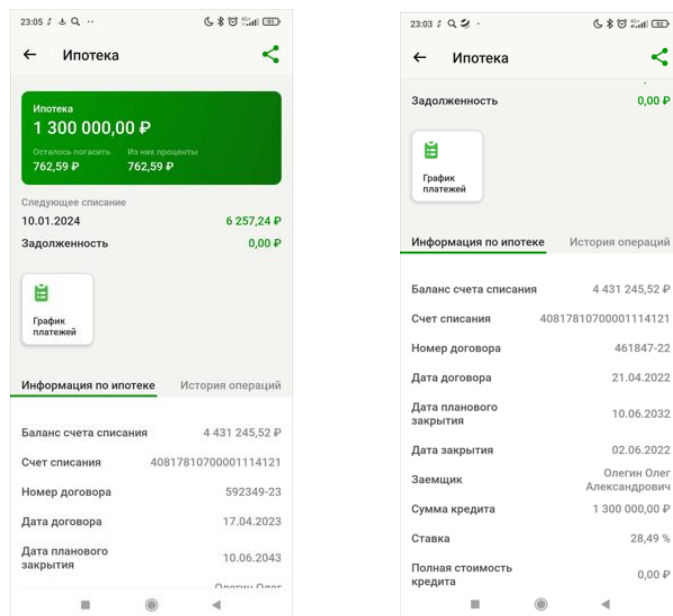 23:05
Ипотека
Ипотека
1 300 000,00 ₽
Осталось погасить Из них проценты
762,59 ₽ 762,59 ₽
Следующее списание
10.01.2024 6 257,24 ₽
Задолженность 0,00 ₽
График
платежей
Информация по ипотеке История операций
Баланс счета списания 4 431 245,52 ₽
Счет списания 40817810700001114121
Номер договора 592349-23
Дата договора 17.04.2023
Дата планового
закрытия 10.06.2043
23:03
Ипотека
Задолженность 0,00 ₽
График
платежей
Информация по ипотеке История операций
Баланс счета списания 4 431 245,52 ₽
Счет списания 40817810700001114121
Номер договора 461847-22
Дата договора 21.04.2022
Дата планового
закрытия 10.06.2032
Дата закрытия 02.06.2022
Заемщик Олегин Олег
Александрович
Сумма кредита 1 300 000,00 ₽
Ставка 28,49 %
Полная стоимость
кредита 0,00 ₽